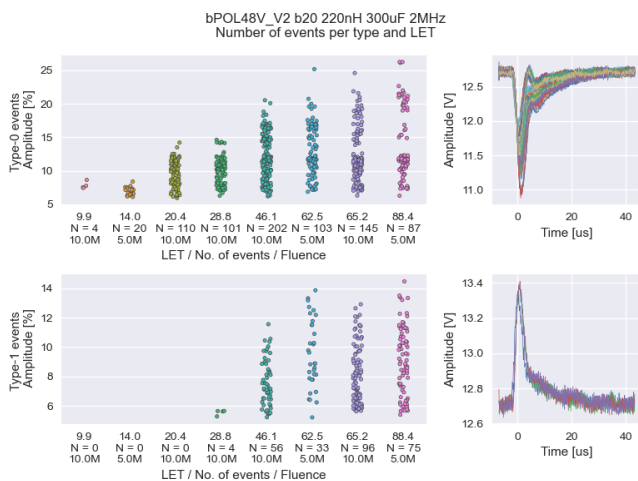 bPOL48V_V2 b20 220nH 300uF 2MHz
Number of events per type and LET
Type-0 events
Amplitude [%]
25
20
15
10
5
9.9 14.0 20.4 28.8 46.1 62.5 65.2 88.4
N = 4 N = 20 N = 110 N = 101 N = 202 N = 103 N = 145 N = 87
10.0M 5.0M 10.0M 10.0M 10.0M 5.0M 10.0M 5.0M
LET / No. of events / Fluence
Amplitude [V]
12.5
12.0
11.5
11.0
0 20 40
Time [us]
Type-1 events
Amplitude [%]
14
12
10
8
6
9.9 14.0 20.4 28.8 46.1 62.5 65.2 88.4
N = 0 N = 0 N = 0 N = 4 N = 56 N = 33 N = 96 N = 75
10.0M 5.0M 10.0M 10.0M 10.0M 5.0M 10.0M 5.0M
LET / No. of events / Fluence
Amplitude [V]
13.4
13.2
13.0
12.8
12.6
0 20 40
Time [us]